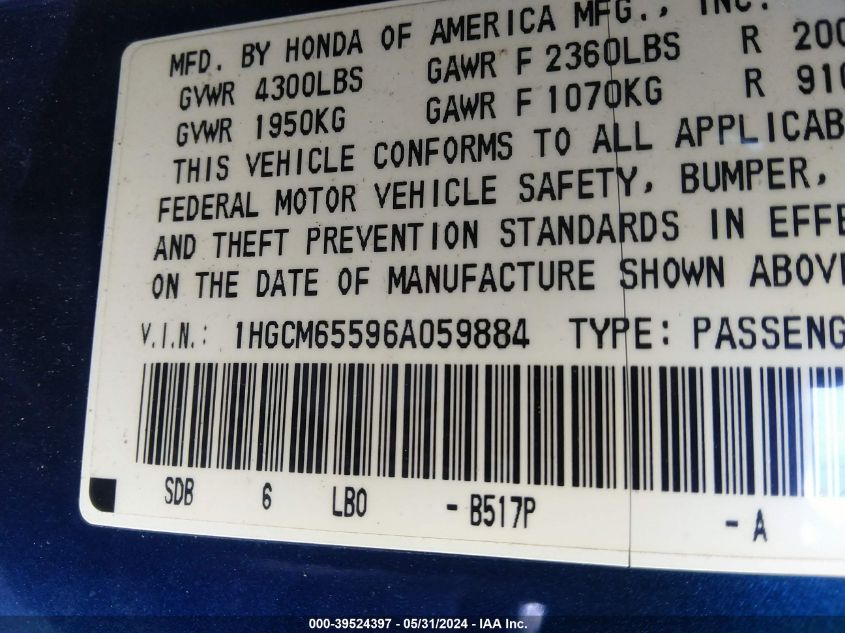 MFD. BY HONDA OF AMERICA MFG., INC.
GVWR 4300LBS GAWR F 2360LBS R 200
GVWR 1950KG GAWR F 1070KG R 910
THIS VEHICLE CONFORMS TO ALL APPLICAB
FEDERAL MOTOR VEHICLE SAFETY, BUMPER,
AND THEFT PREVENTION STANDARDS IN EFFE
ON THE DATE OF MANUFACTURE SHOWN ABOVE
V.I.N.: 1HGCM65596A059884 TYPE: PASSENG
SDB 6 LB0 - B517P - A
000-39524397 - 05/31/2024 - IAA Inc.